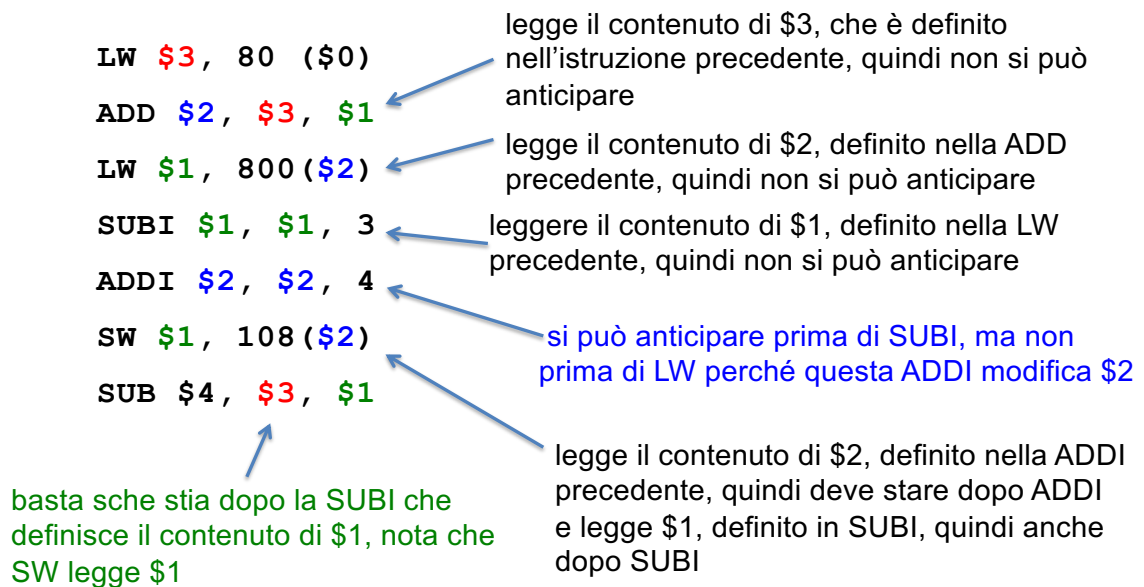 LW $3, 80 ($0)
ADD $2, $3, $1
LW $1, 800($2)
SUBI $1, $1, 3
ADDI $2, $2, 4
SW $1, 108($2)
SUB $4, $3, $1
legge il contenuto di $3, che è definito
nell’istruzione precedente, quindi non si può
anticipare
legge il contenuto di $2, definito nella ADD
precedente, quindi non si può anticipare
leggere il contenuto di $1, definito nella LW
precedente, quindi non si può anticipare
si può anticipare prima di SUBI, ma non
prima di LW perché questa ADDI modifica $2
legge il contenuto di $2, definito nella ADDI
precedente, quindi deve stare dopo ADDI
e legge $1, definito in SUBI, quindi anche
dopo SUBI
basta sche stia dopo la SUBI che
definisce il contenuto di $1, nota che
SW legge $1